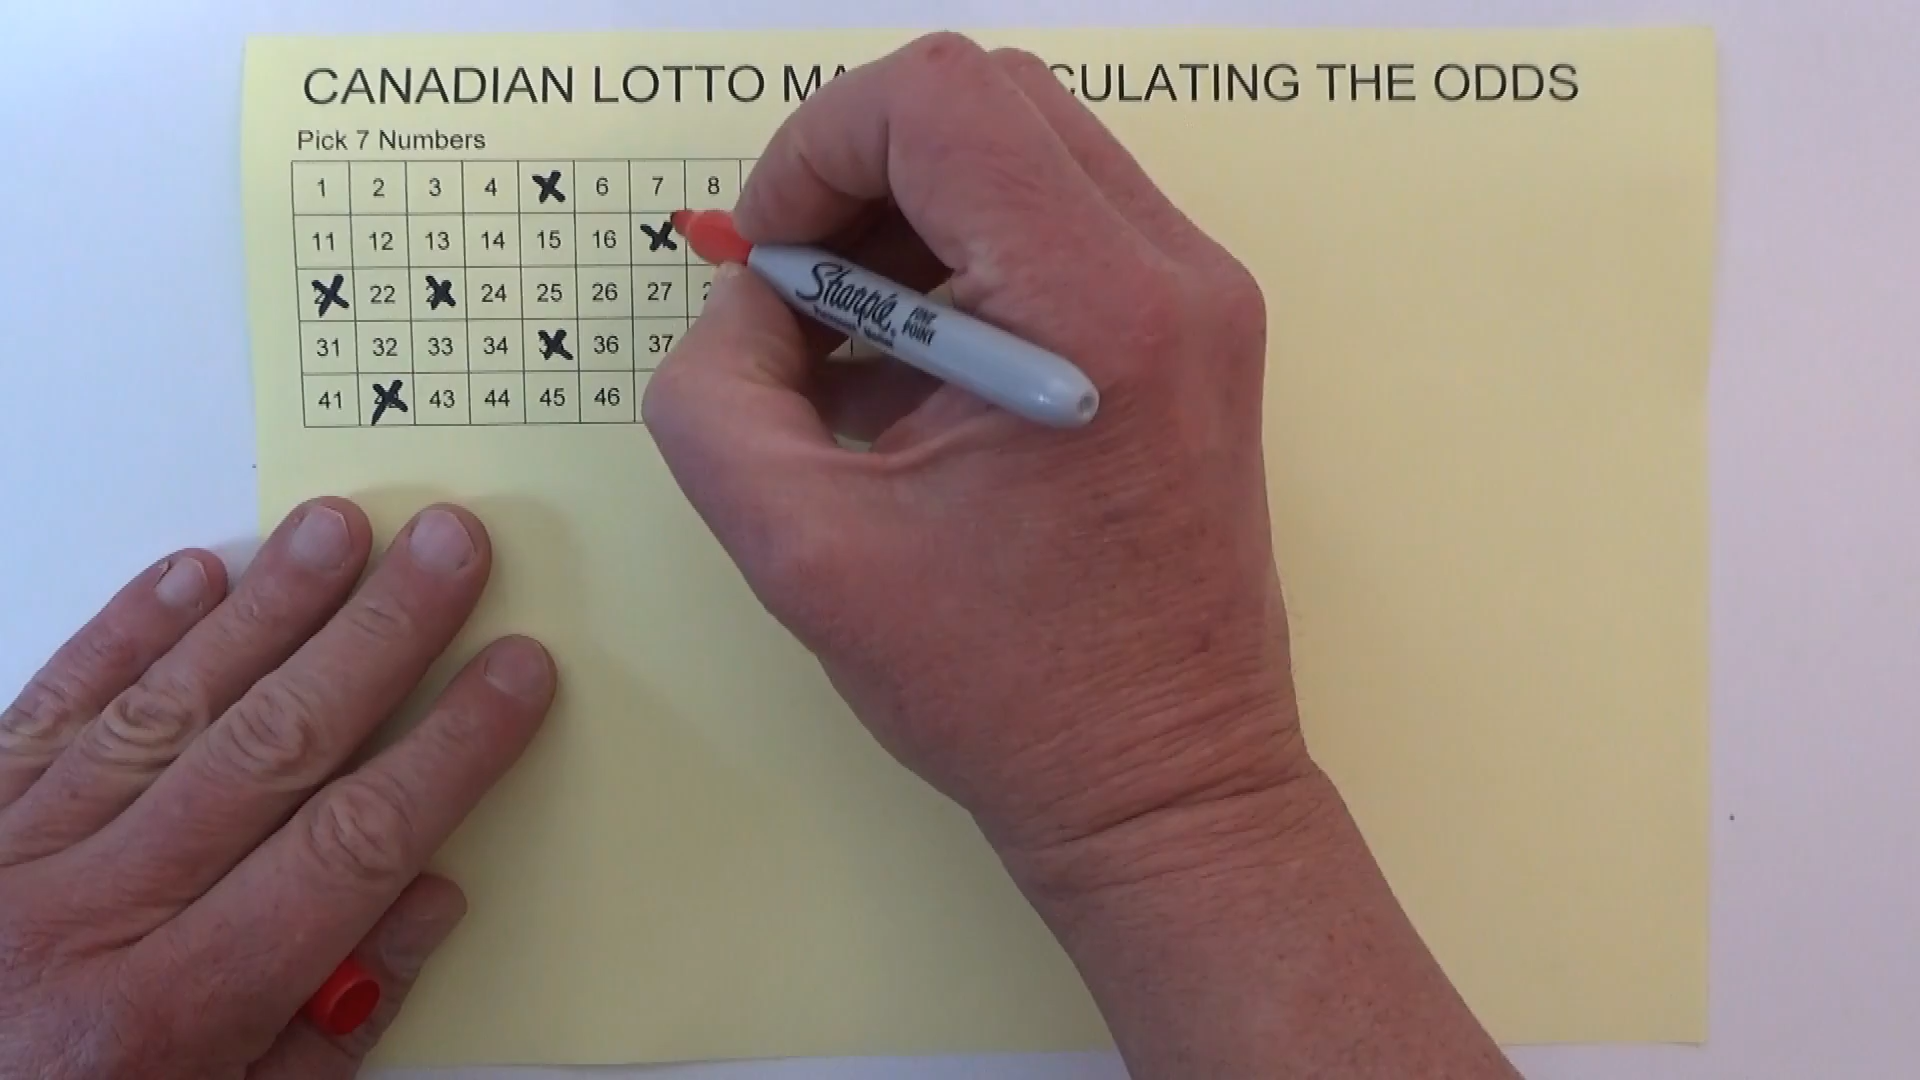 CANADIAN LOTTO CULATING THE ODDS
Pick 7 Numbers
1 2 3 4 6 7 8
11 12 13 14 15 16
22 24 25 26 27
31 32 33 34 36 37
41 43 44 45 46
Sharpie
FINE POINT